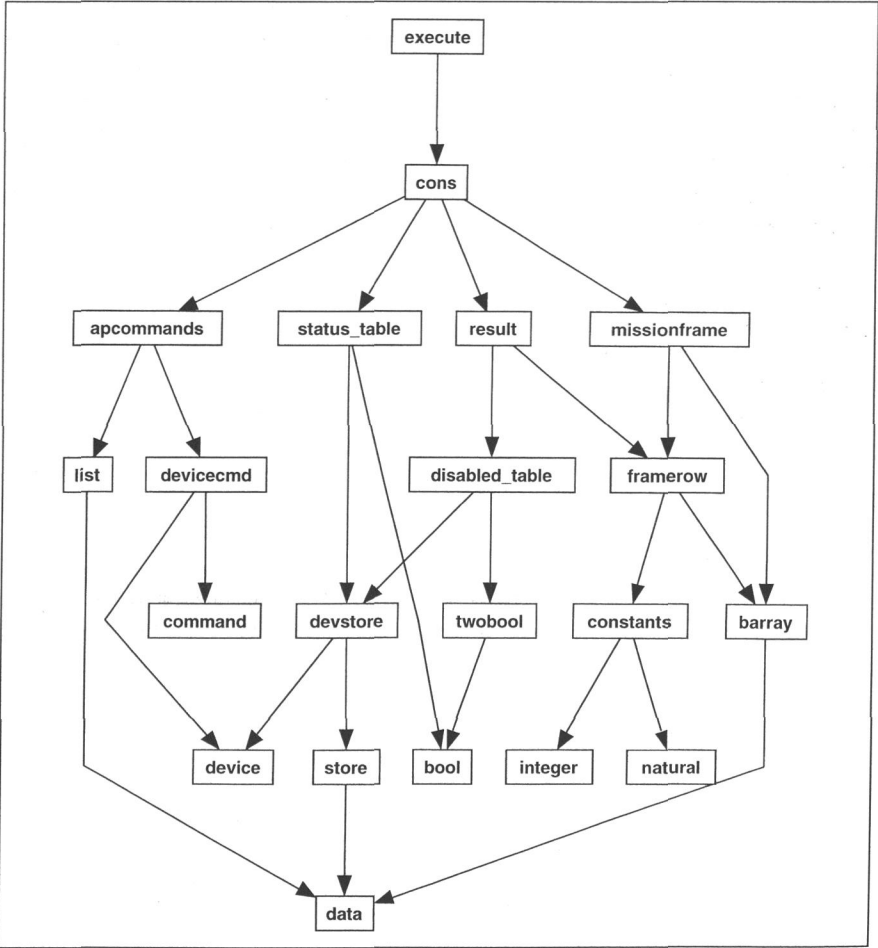 execute
cons
apcommands
status_table
result
missionframe
list
devicecmd
disabled_table
framerow
command
devstore
twobool
constants
barray
device
store
bool
integer
natural
data